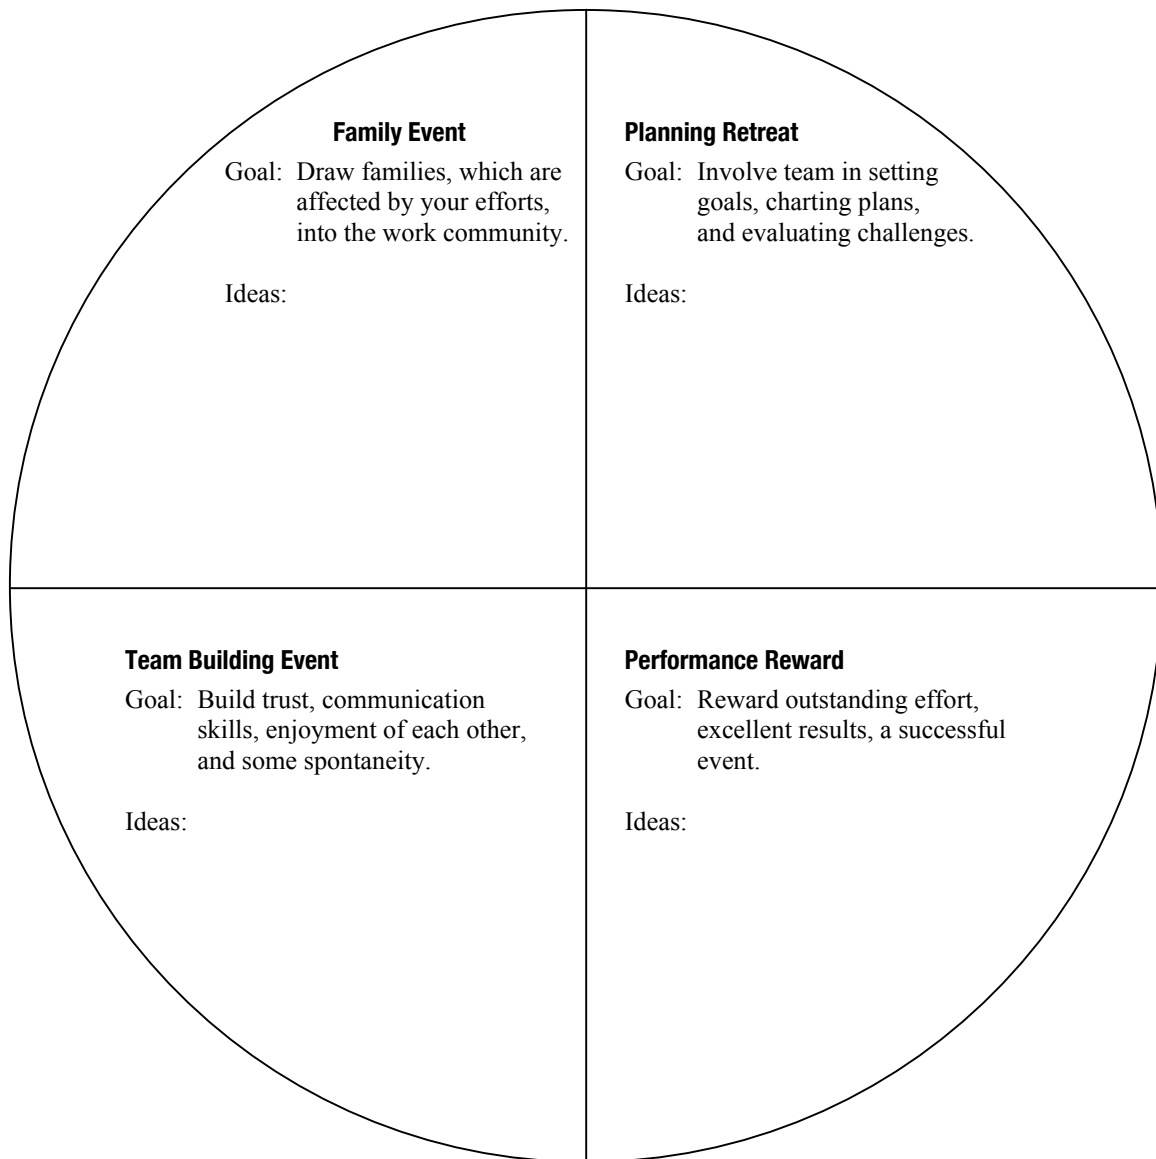 Family Event
Goal: Draw families, which are
affected by your efforts,
into the work community.
Ideas:
Planning Retreat
Goal: Involve team in setting
goals, charting plans,
and evaluating challenges.
Ideas:
Team Building Event
Goal: Build trust, communication
skills, enjoyment of each other,
and some spontaneity.
Ideas:
Performance Reward
Goal: Reward outstanding effort,
excellent results, a successful
event.
Ideas: